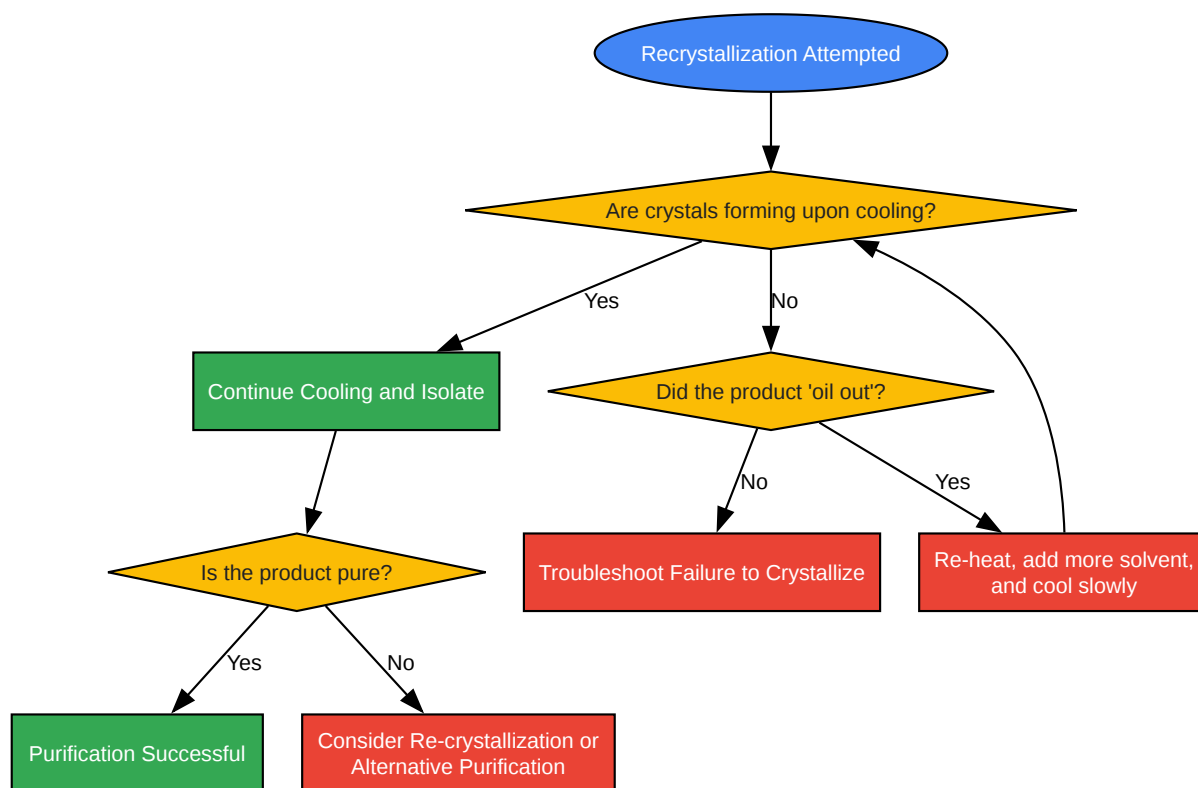 Recrystallization Attempted
Are crystals forming upon cooling?
Yes
No
Continue Cooling and Isolate
Did the product 'oil out'?
No
Yes
Is the product pure?
Troubleshoot Failure to Crystallize
Re-heat, add more solvent,
and cool slowly
Yes
No
Purification Successful
Consider Re-crystallization or
Alternative Purification